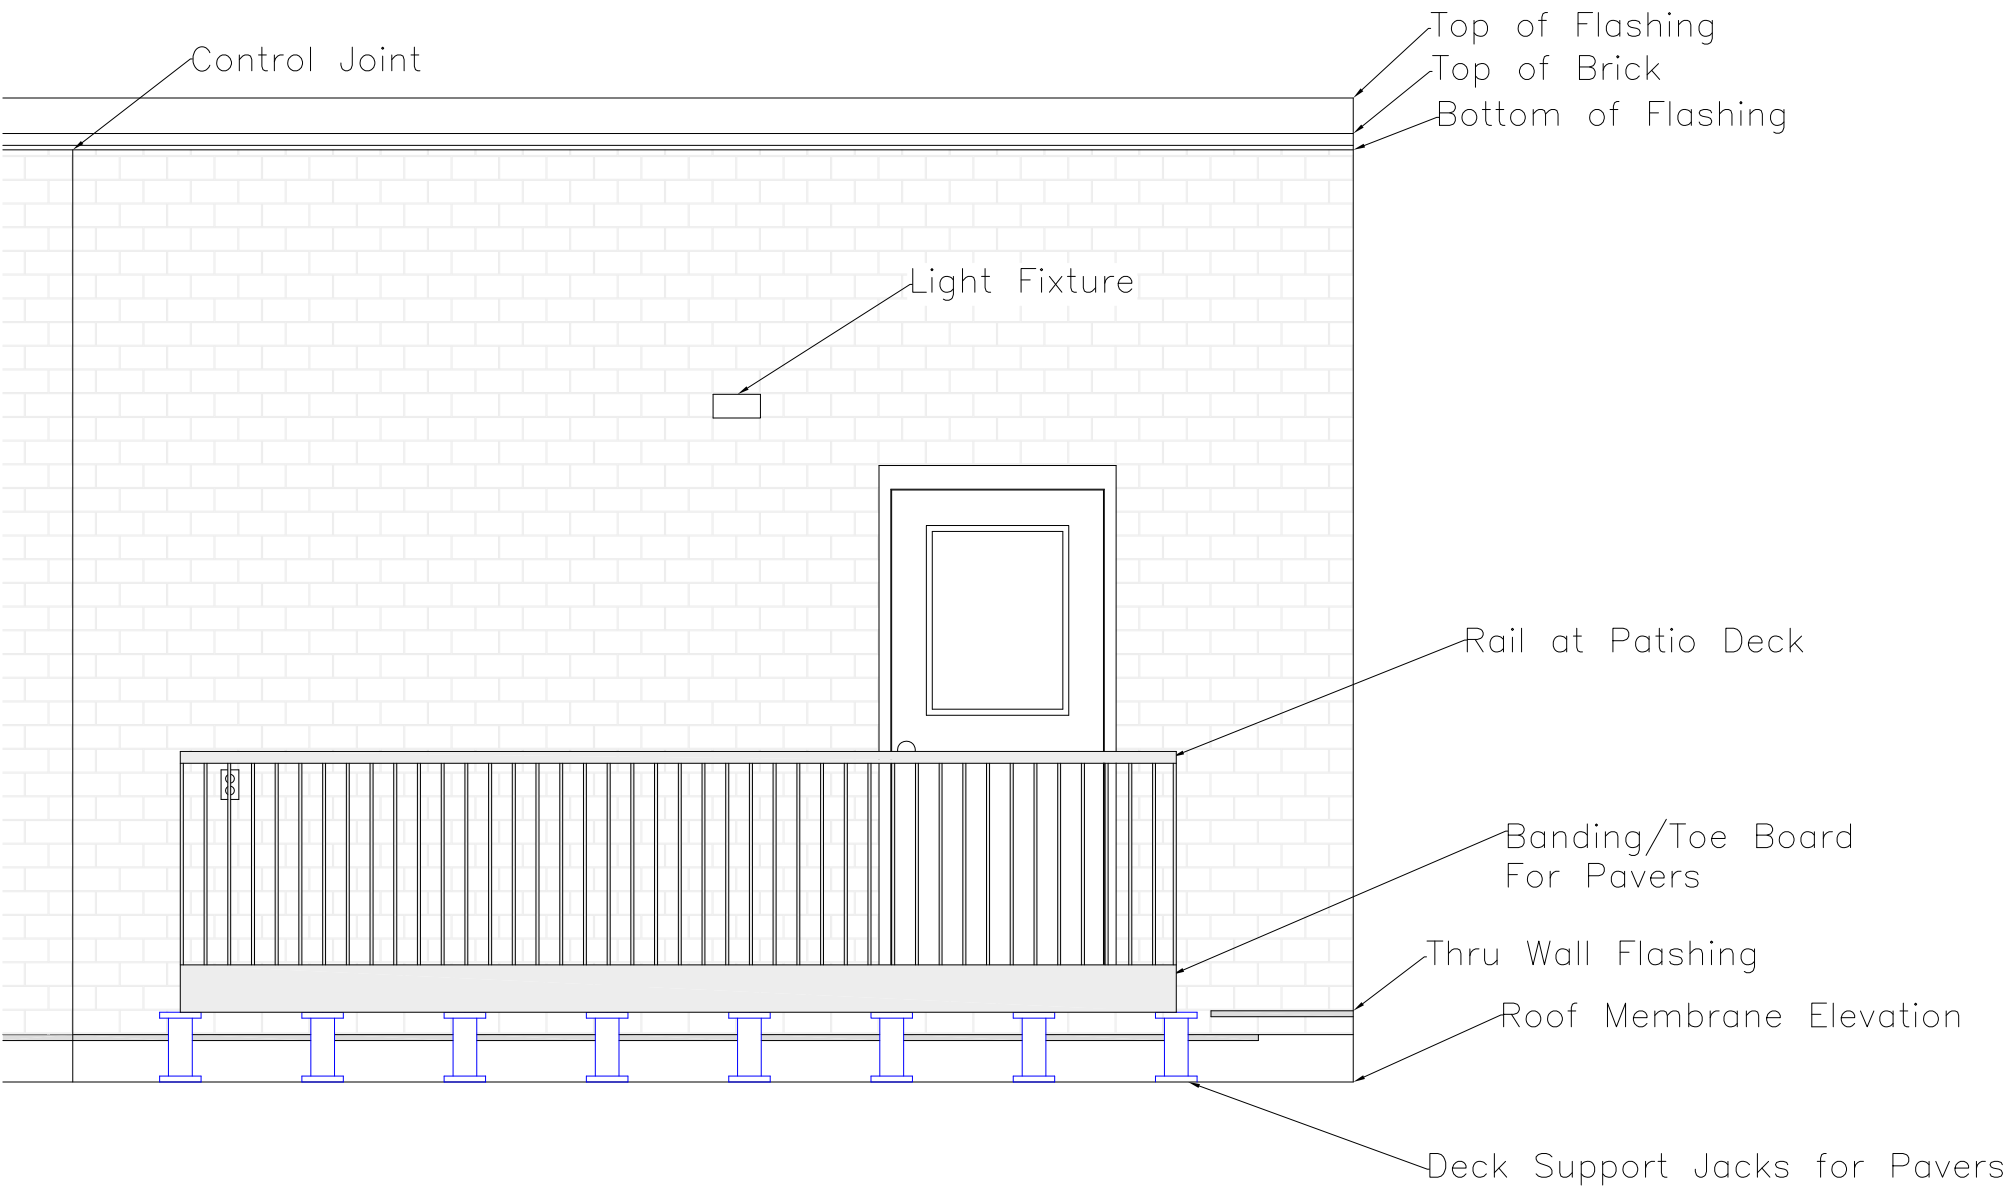 Top of Flashing
Control Joint
Top of Brick
Bottom of Flashing
Light Fixture
Rail at Patio Deck
Banding/Toe Board
For Pavers
Thru Wall Flashing
Roof Membrane Elevation
Deck Support Jacks for Pavers